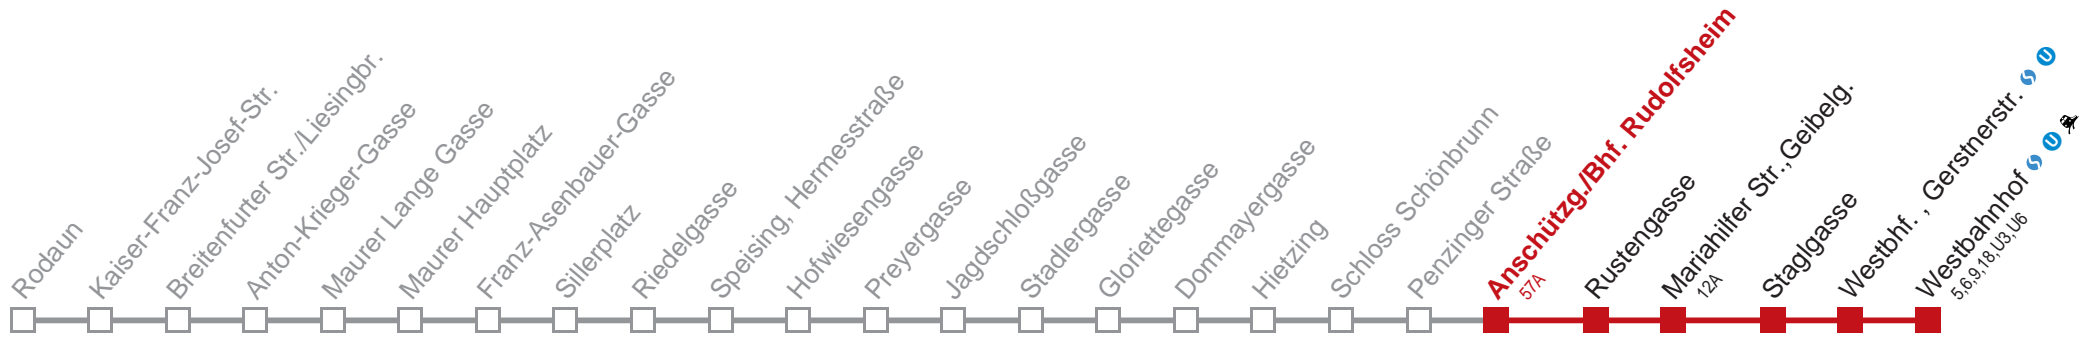 Rodaun
Kaiser-Franz-Josef-Str.
Breitenfurter Str./Liesingbr.
Anton-Krieger-Gasse
Maurer Lange Gasse
Maurer Hauptplatz
Franz-Asenbauer-Gasse
Sillerplatz
Riedelgasse
Speising, Hermesstraße
Hofwiesengasse
Preyergasse
Jagdschloßgasse
Stadlergasse
Gloriettegasse
Dommayergasse
Hietzing
Schloss Schönbrunn
Penzinger Straße
Anschützg./Bhf. Rudolfsheim
57A
Rustengasse
Mariahilfer Str., Geibelg.
12A
Staglgasse
Westbhf. , Gerstnerstr. S U
Westbahnhof S U
5,6,9,18,U3,U6